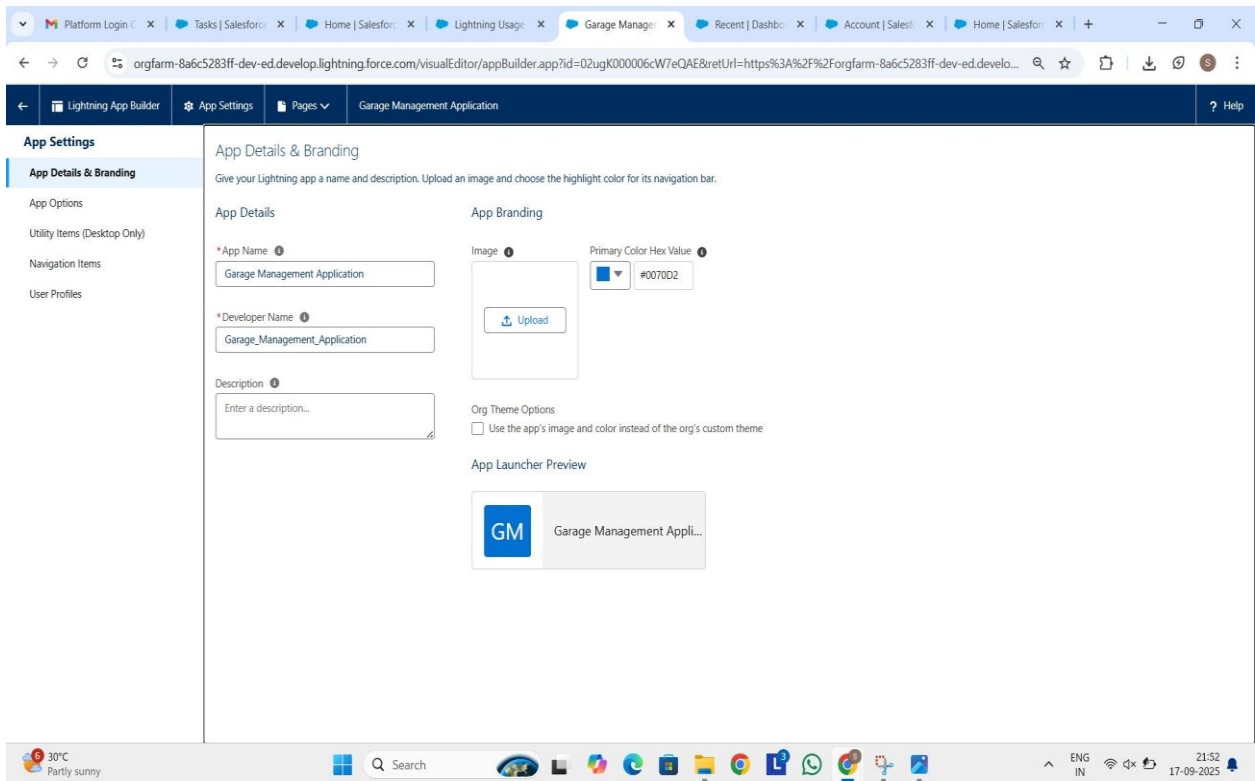 Platform Login C
Tasks | Salesforc
Home | Salesforc
Lightning Usage
Garage Manager
Recent | Dashbo
Account | Salesfc
Home | Salesforc
orgfarm-8a6c5283ff-dev-ed.develop.lightning.force.com/visualEditor/appBuilder.app?id=02ugK000006cW7eQAE&retUrl=https%3A%2F%2Forgfarm-8a6c5283ff-dev-ed.develo...
S
Lightning App Builder
App Settings
Pages
Garage Management Application
? Help
App Settings
App Details & Branding
App Options
Utility Items (Desktop Only)
Navigation Items
User Profiles
App Details & Branding
Give your Lightning app a name and description. Upload an image and choose the highlight color for its navigation bar.
App Details
*App Name
Garage Management Application
*Developer Name
Garage_Management_Application
Description
Enter a description...
App Branding
Image
Upload
Primary Color Hex Value
#0070D2
Org Theme Options
Use the app's image and color instead of the org's custom theme
App Launcher Preview
GM
Garage Management Appli...
6
30°C
Partly sunny
Search
L
3
S
ENG
IN
21:52
17-09-2025